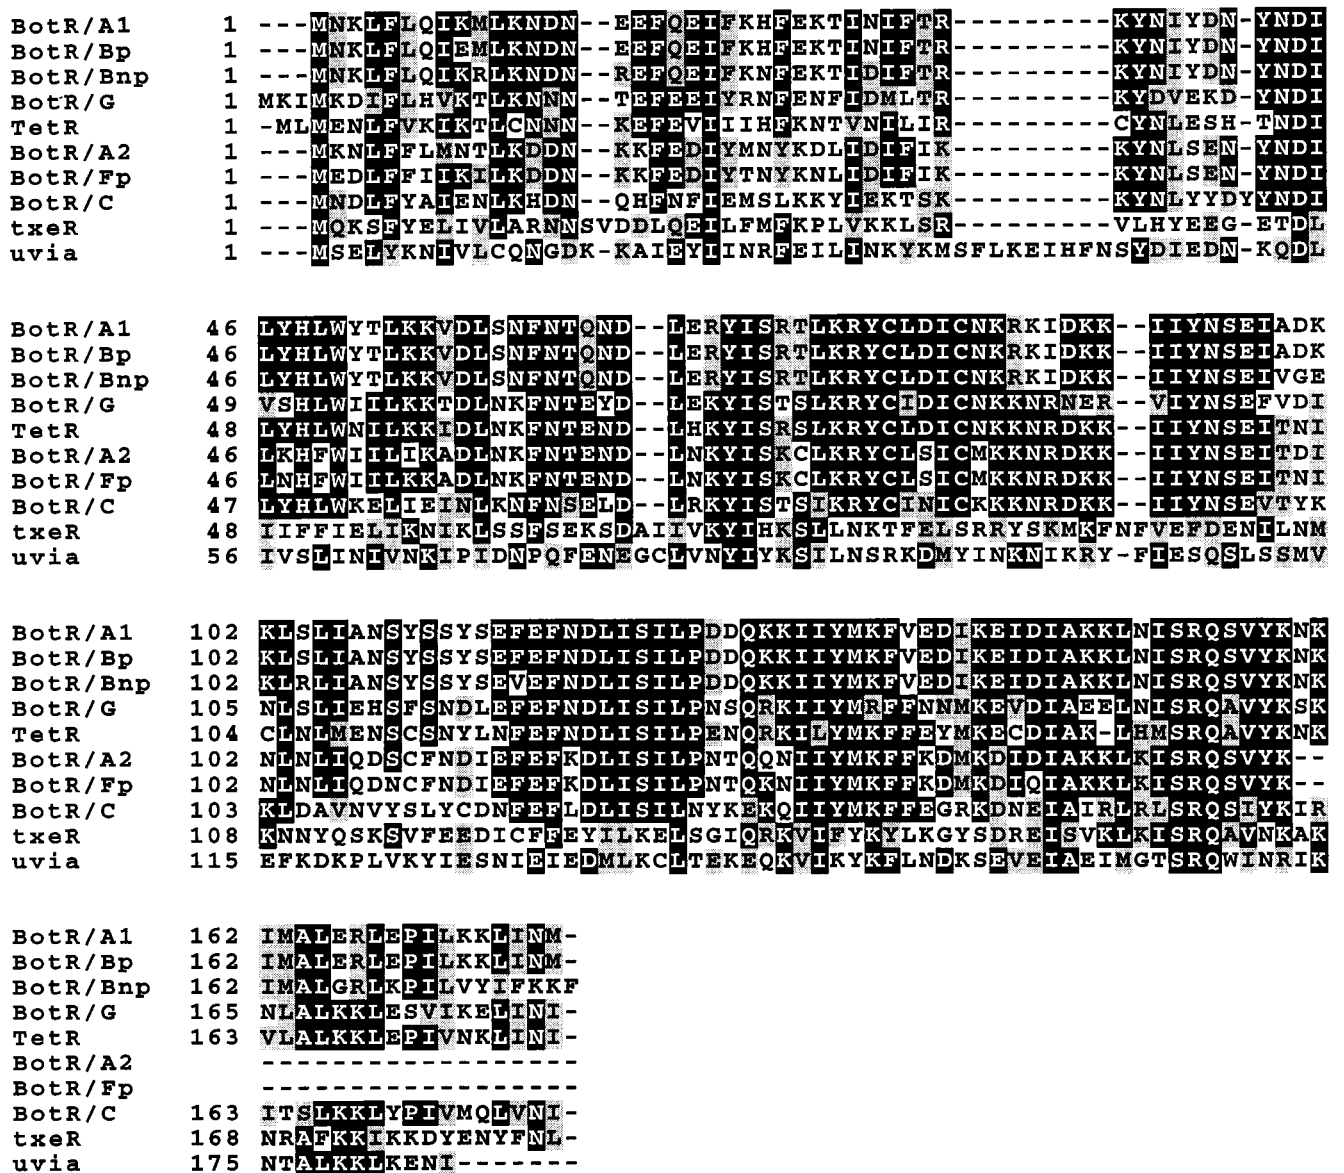 BotR/A1 1 ---MNKLFLQIKMLKNDN--EEFQEIFKHFEKTINIFTR---------KYNIYDN-YNDI
BotR/Bp 1 ---MNKLFLQIEMLKNDN--EEFQEIFKHFEKTINIFTR---------KYNIYDN-YNDI
BotR/Bnp 1 ---MNKLFLQIKRLKNDN--REFQEIFKNFEKTIDIFTR---------KYNIYDN-YNDI
BotR/G 1 MKIMKDIFLHVKTLKNNN--TEFEEIYRNFENFIDMLTR---------KYDVEKD-YNDI
TetR 1 -MLMENLFVKIKTLCNNN--KEFEVIIIHFKNTVNILIR---------CYNLESH-TNDI
BotR/A2 1 ---MKNLFFLMNTLKDDN--KKFEDIYMNYKDLIDIFIK---------KYNLSEN-YNDI
BotR/Fp 1 ---MEDLFFIIKILKDDN--KKFEDIYTNYKNLIDIFIK---------KYNLSEN-YNDI
BotR/C 1 ---MNDLFYAIENLKHDN--QHFNFIEMSLKKYIEKTSK---------KYNLYYDYYNDI
txeR 1 ---MQKSFYELIVLARNNSVDDLQEILFMFKPLVKKLSR---------VLHYEEG-ETDL
uvia 1 ---MSELYKNIVLCQNGDK-KAIEYIINRFEILINKYKMSFLKEIHFNSYDIEDN-KQDL
BotR/A1 46 LYHLWYTLKKVDLSNFNTQND--LERYISRTLKRYCLDICNKRKIDKK--IIYNSEIADK
BotR/Bp 46 LYHLWYTLKKVDLSNFNTQND--LERYISRTLKRYCLDICNKRKIDKK--IIYNSEIADK
BotR/Bnp 46 LYHLWYTLKKVDLSNFNTQND--LERYISRTLKRYCLDICNKRKIDKK--IIYNSEIVGE
BotR/G 49 VSHLWIILKKTDLNKFNTEYD--LEKYISTSLKRYCIDICNKKNRNER--VIYNSEFVDI
TetR 48 LYHLWNILKKIDLNKFNTEND--LHKYISRSLKRYCLDICNKKNRDKK--IIYNSEITNI
BotR/A2 46 LKHFWIILIKADLNKFNTEND--LNKYISKCLKRYCLSICMKKNRDKK--IIYNSEITDI
BotR/Fp 46 LNHFWIILKKADLNKFNTEND--LNKYISKCLKRYCLSICMKKNRDKK--IIYNSEITNI
BotR/C 47 LYHLWKELIEINLKNFNSELD--LRKYISTSIKRYCINICKKKNRDKK--IIYNSEVTYK
txeR 48 IIFFIELIKNIKLSSFSEKSDAIIVKYIHKSLLNKTFELSRRYSKMKFNFVEFDENILNM
uvia 56 IVSLINIVNKIPIDNPQFENEGCLVNYIYKSILNSRKDMYINKNIKRY-FIESQSLSSMV
BotR/A1 102 KLSLIANSYSSYSEFEFNDLISILPDDQKKIIYMKFVEDIKEIDIAKKLNISRQSVYKNK
BotR/Bp 102 KLSLIANSYSSYSEFEFNDLISILPDDQKKIIYMKFVEDIKEIDIAKKLNISRQSVYKNK
BotR/Bnp 102 KLRLIANSYSSYSEVEFNDLISILPDDQKKIIYMKFVEDIKEIDIAKKLNISRQSVYKNK
BotR/G 105 NLSLIEHSFSNDLEFEFNDLISILPNSQRKIIYMRFFNNMKEVDIAEELNISRQAVYKSK
TetR 104 CLNLMENSCSNYLNFEFNDLISILPENQRKILYMKFFEYMKECDIAK-LHMSRQAVYKNK
BotR/A2 102 NLNLIQDSCFNDIEFEFKDLISILPNTQQNIIYMKFFKDMKDIDIAKKLKISRQSVYK--
BotR/Fp 102 NLNLIQDNCFNDIEFEFKDLISILPNTQKNIIYMKFFKDMKDIQIAKKLKISRQSVYK--
BotR/C 103 KLDAVNVYSLYCDNFEFLDLISILNYKEKQIIYMKFFEGRKDNEIAIRLRLSRQSIYKIR
txeR 108 KNNYQSKSVFEEDICFFEYILKELSGIQRKVIFYKYLKGYSDREISVKLKISRQAVNKAK
uvia 115 EFKDKPLVKYIESNIEIEDMLKCLTEKEQKVIKYKFLNDKSEVEIAEIMGTSRQWINRIK
BotR/A1 162 IMALERLEPILKKLINM-
BotR/Bp 162 IMALERLEPILKKLINM-
BotR/Bnp 162 IMALGRLKPILVYIFKKF
BotR/G 165 NLALKKLESVIKELINI-
TetR 163 VLALKKLEPIVNKLINI-
BotR/A2 ------------------
BotR/Fp ------------------
BotR/C 163 ITSLKKLYPIVMQLVNI-
txeR 168 NRAFKKIKKDYENYFNL-
uvia 175 NTALKKLKENI-------